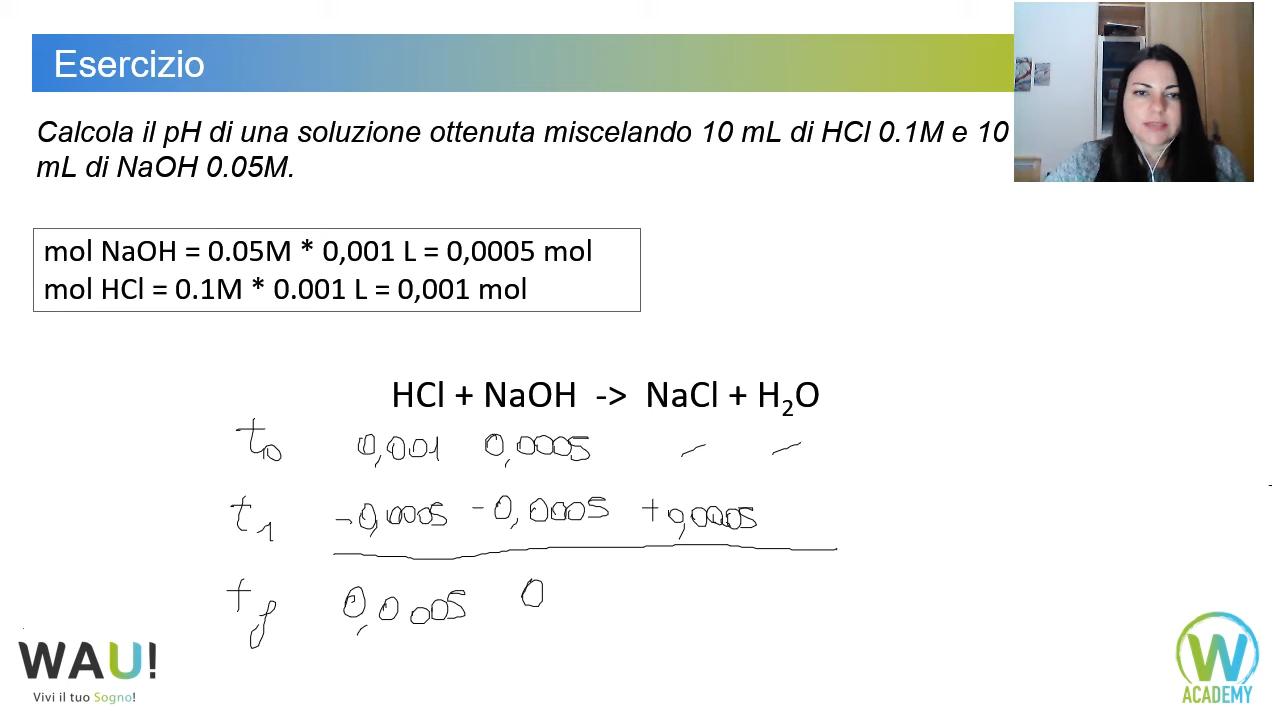 Esercizio
Calcola il pH di una soluzione ottenuta miscelando 10 mL di HCl 0.1M e 10
mL di NaOH 0.05M.
mol NaOH = 0.05M * 0,001 L = 0,0005 mol
mol HCl = 0.1M * 0.001 L = 0,001 mol
HCl + NaOH -> NaCl + H₂O
t₀ 0,001 0,0005 - -
t₁ -0,0005 -0,0005 +0,0005
tf 0,0005 0
WAU!
Vivi il tuo Sogno!
W
ACADEMY